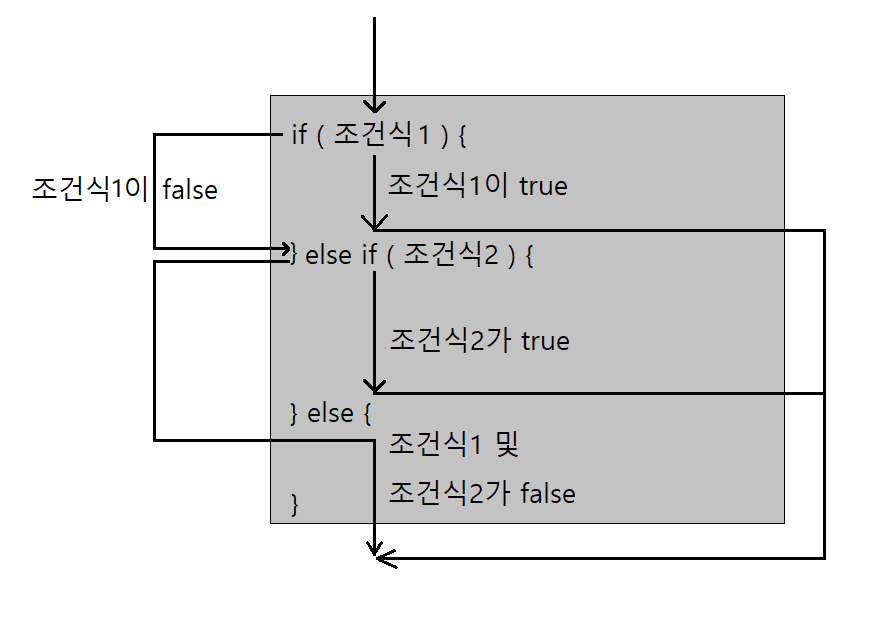 if ( 조건식1 ) {
조건식1이 true
조건식1이 false
} else if ( 조건식2 ) {
조건식2가 true
} else {
조건식1 및
조건식2가 false
}